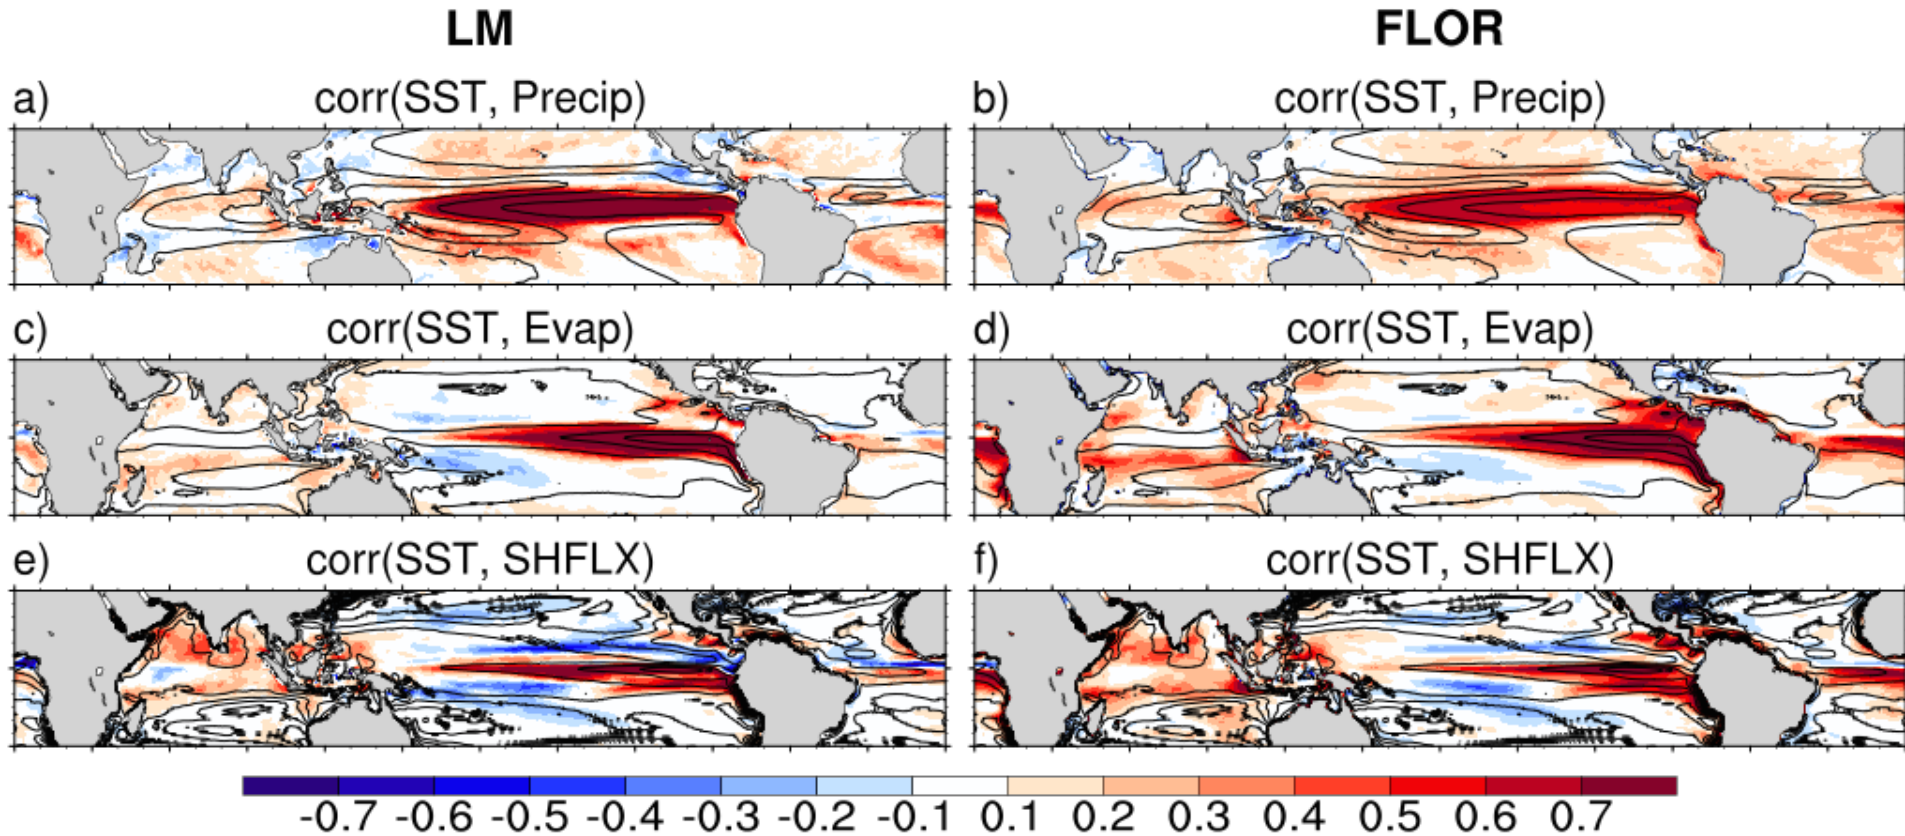 LM FLOR
a) corr(SST, Precip) b) corr(SST, Precip)
c) corr(SST, Evap) d) corr(SST, Evap)
e) corr(SST, SHFLX) f) corr(SST, SHFLX)
-0.7 -0.6 -0.5 -0.4 -0.3 -0.2 -0.1 0.1 0.2 0.3 0.4 0.5 0.6 0.7